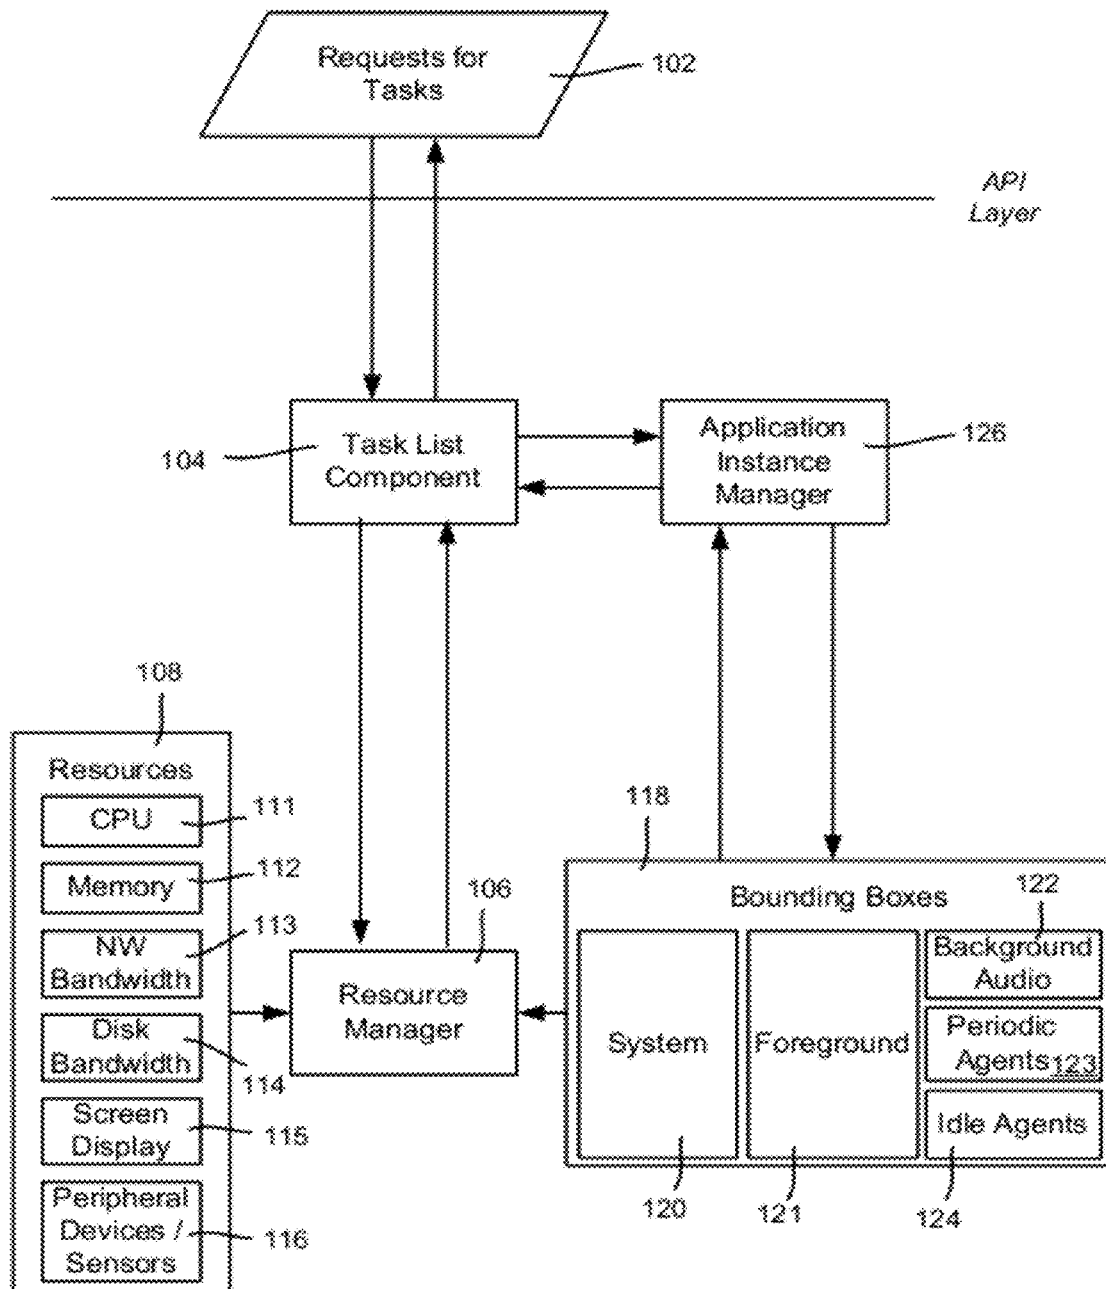 Requests for
Tasks
102
API
Layer
104
Task List
Component
Application
Instance
Manager
126
108
Resources
CPU
111
Memory
112
NW
Bandwidth
113
Disk
Bandwidth
114
Screen
Display
115
Peripheral
Devices /
Sensors
116
106
Resource
Manager
118
Bounding Boxes
System
120
Foreground
121
122
Background
Audio
Periodic
Agents 123
Idle Agents
124